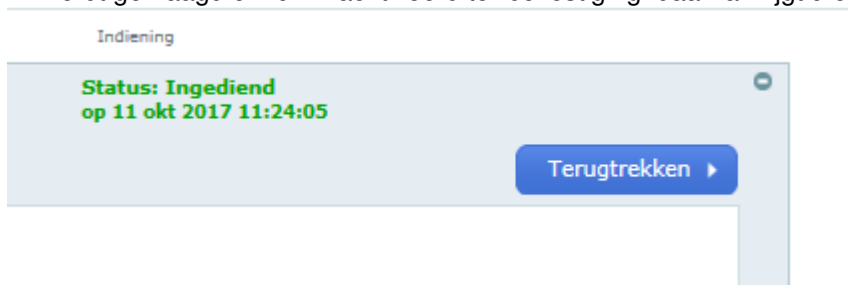 Indiening
Status: Ingediend
op 11 okt 2017 11:24:05
Terugtrekken